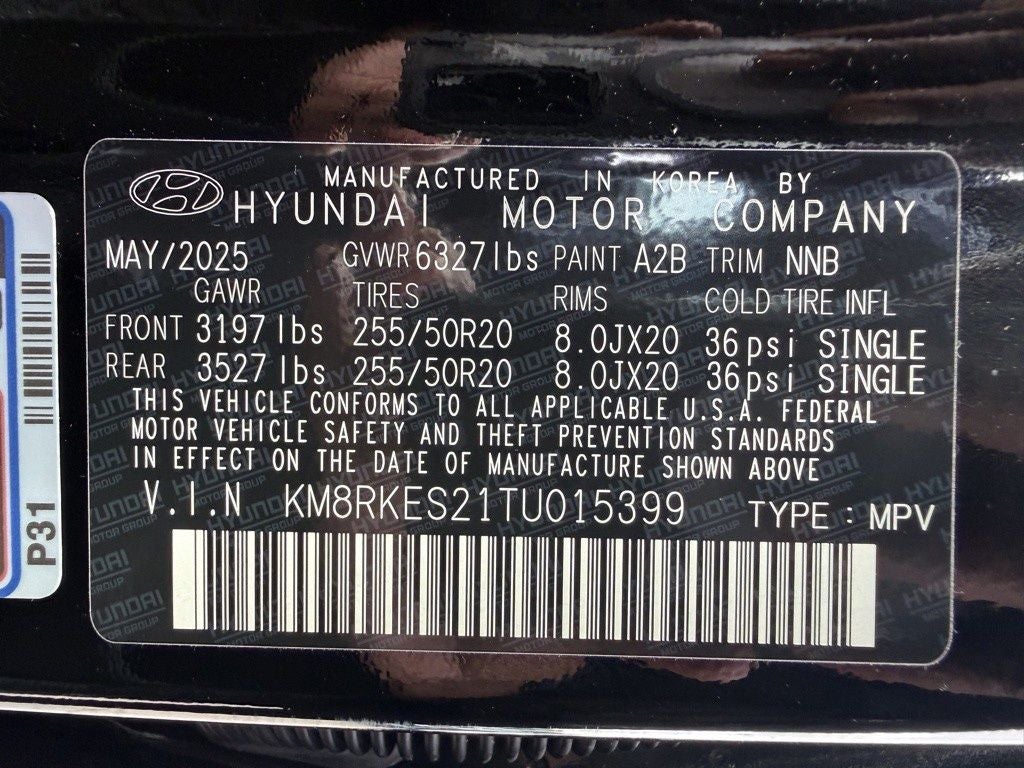 MANUFACTURED IN KOREA BY
HYUNDAI MOTOR COMPANY
MAY/2025 GVWR 6327lbs PAINT A2B TRIM NNB
GAWR TIRES RIMS COLD TIRE INFL
FRONT 3197lbs 255/50R20 8.0JX20 36psi SINGLE
REAR 3527lbs 255/50R20 8.0JX20 36psi SINGLE
THIS VEHICLE CONFORMS TO ALL APPLICABLE U.S.A. FEDERAL
MOTOR VEHICLE SAFETY AND THEFT PREVENTION STANDARDS
IN EFFECT ON THE DATE OF MANUFACTURE SHOWN ABOVE
V.I.N KM8RKES21TU015399 TYPE : MPV
P31
HYUNDAI
MOTOR GROUP